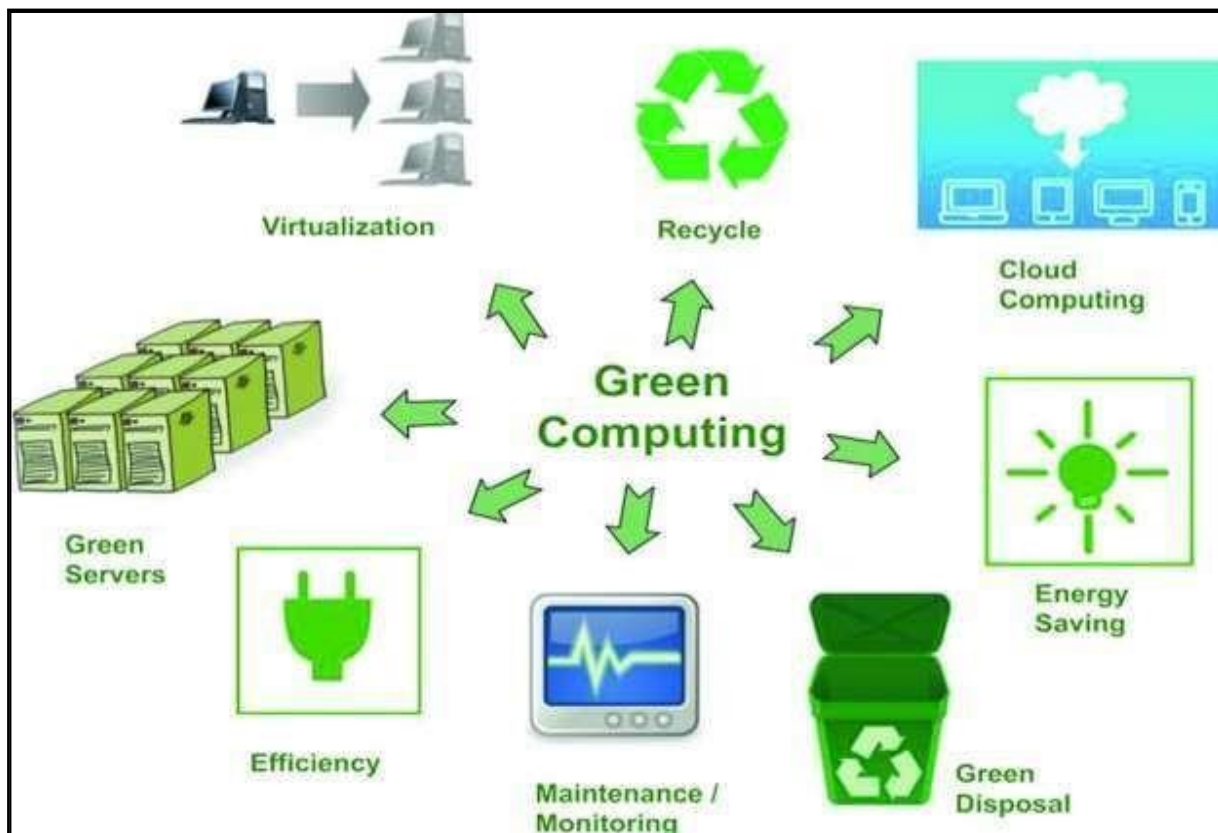 Virtualization
Recycle
Cloud
Computing
Green
Computing
Green
Servers
Energy
Saving
Efficiency
Maintenance /
Monitoring
Green
Disposal